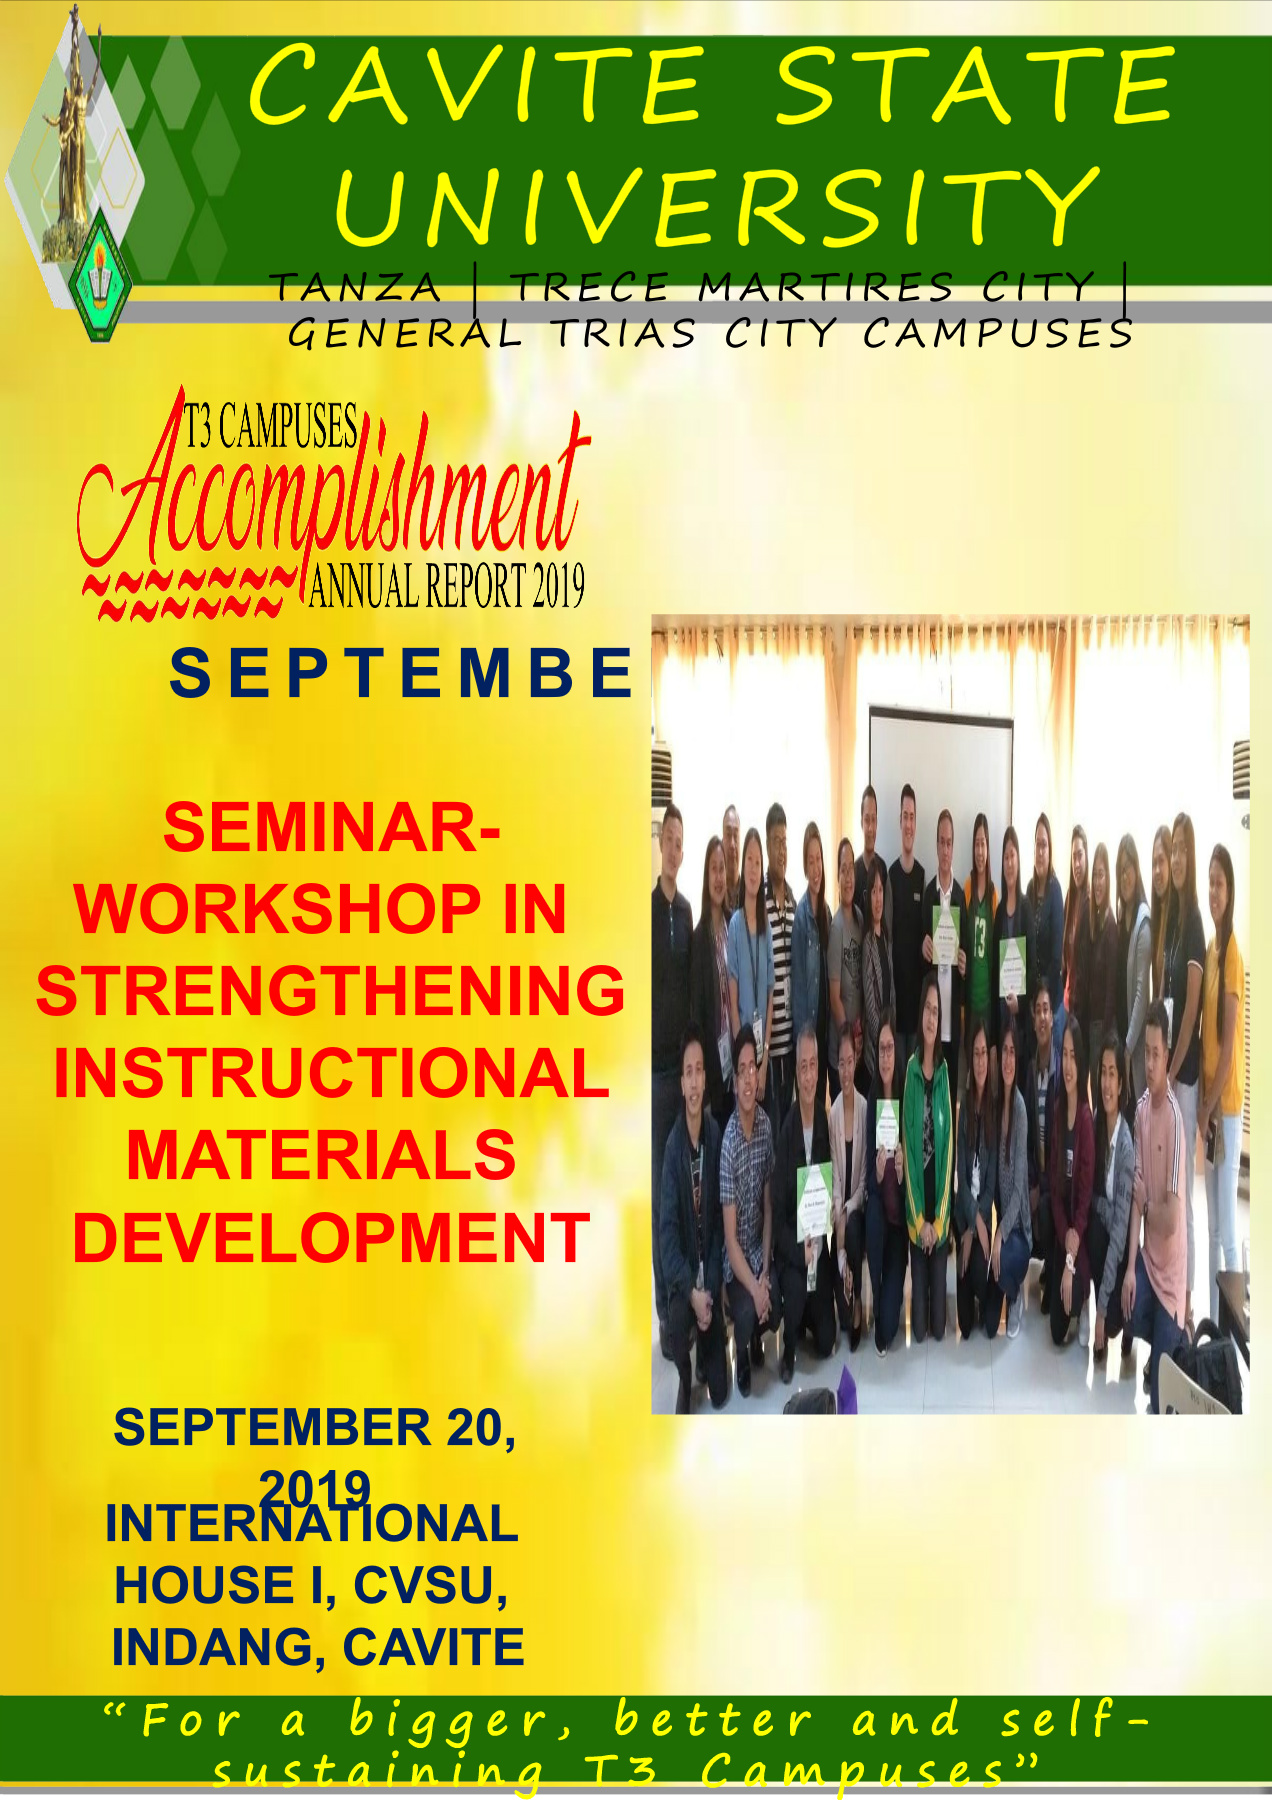 CAVITE STATE
UNIVERSITY
TANZA | TRECE MARTIRES CITY |
GENERAL TRIAS CITY CAMPUSES
T3 CAMPUSES
Accomplishment
ANNUAL REPORT 2019
SEPTEMBE
SEMINAR-
WORKSHOP IN
STRENGTHENING
INSTRUCTIONAL
MATERIALS
DEVELOPMENT
T3
SEPTEMBER 20,
2019
INTERNATIONAL
HOUSE I, CVSU,
INDANG, CAVITE
“For a bigger, better and self-
sustaining T3 Campuses”